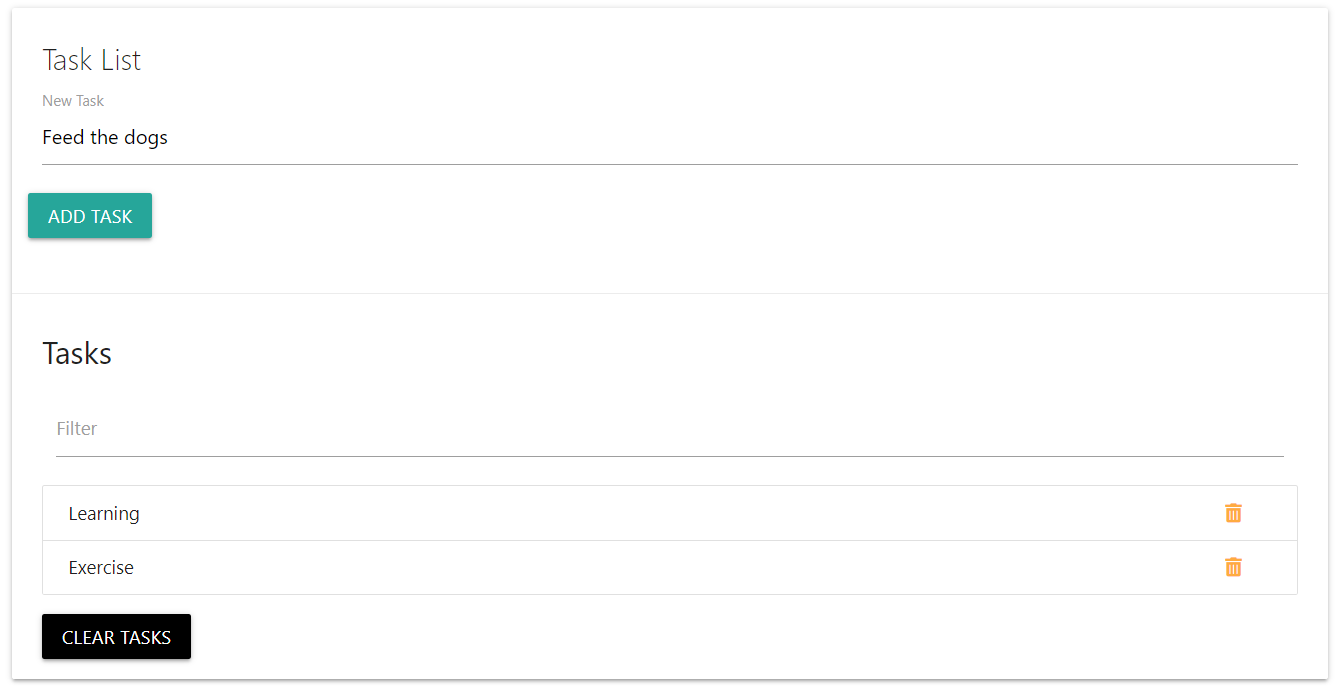 Task List
New Task
Feed the dogs
ADD TASK
Tasks
Filter
Learning
Exercise
CLEAR TASKS